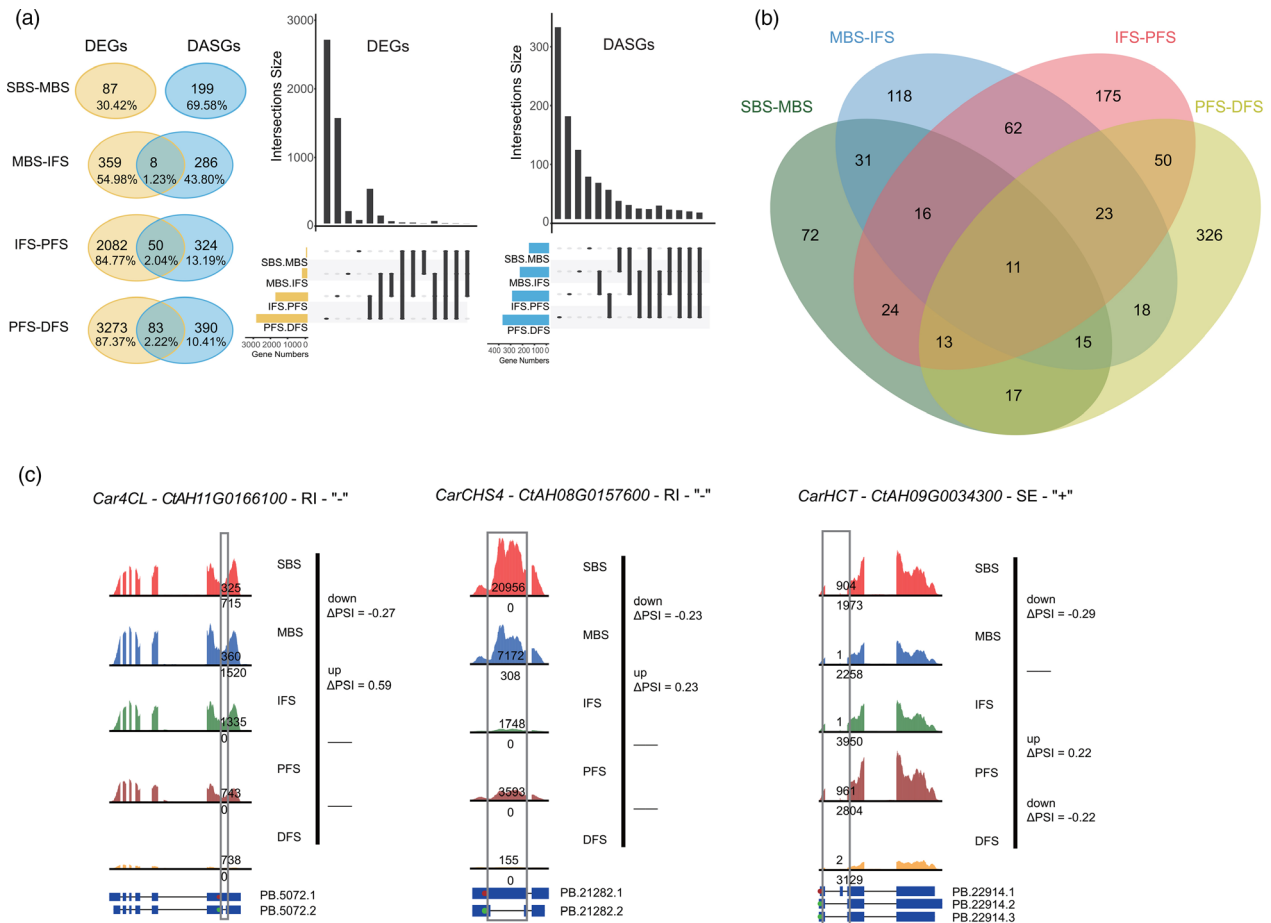 (a)
DEGs
DASGs
SBS-MBS
87
30.42%
199
69.58%
MBS-IFS
359
54.98%
8
1.23%
286
43.80%
IFS-PFS
2082
84.77%
50
2.04%
324
13.19%
PFS-DFS
3273
87.37%
83
2.22%
390
10.41%
DEGs
Intersections Size
3000
2000
1000
0
SBS.MBS
MBS.IFS
IFS.PFS
PFS.DFS
3000 2000 1000 0
Gene Numbers
DASGs
Intersections Size
300
200
100
0
SBS.MBS
MBS.IFS
IFS.PFS
PFS.DFS
400 300 200 100 0
Gene Numbers
(b)
MBS-IFS
IFS-PFS
SBS-MBS
PFS-DFS
118
175
62
31
50
16
23
72
326
11
24
18
13
15
17
(c)
Car4CL - CtAH11G0166100 - RI - "-"
SBS
325
715
down
ΔPSI = -0.27
MBS
360
1520
up
ΔPSI = 0.59
IFS
1335
0
PFS
743
0
DFS
738
0
PB.5072.1
PB.5072.2
CarCHS4 - CtAH08G0157600 - RI - "-"
SBS
20956
0
down
ΔPSI = -0.23
MBS
7172
308
up
ΔPSI = 0.23
IFS
1748
0
PFS
3593
0
DFS
155
0
PB.21282.1
PB.21282.2
CarHCT - CtAH09G0034300 - SE - "+"
SBS
904
1973
down
ΔPSI = -0.29
MBS
1
2258
IFS
1
3950
up
ΔPSI = 0.22
PFS
961
2804
down
ΔPSI = -0.22
DFS
2
3129
PB.22914.1
PB.22914.2
PB.22914.3